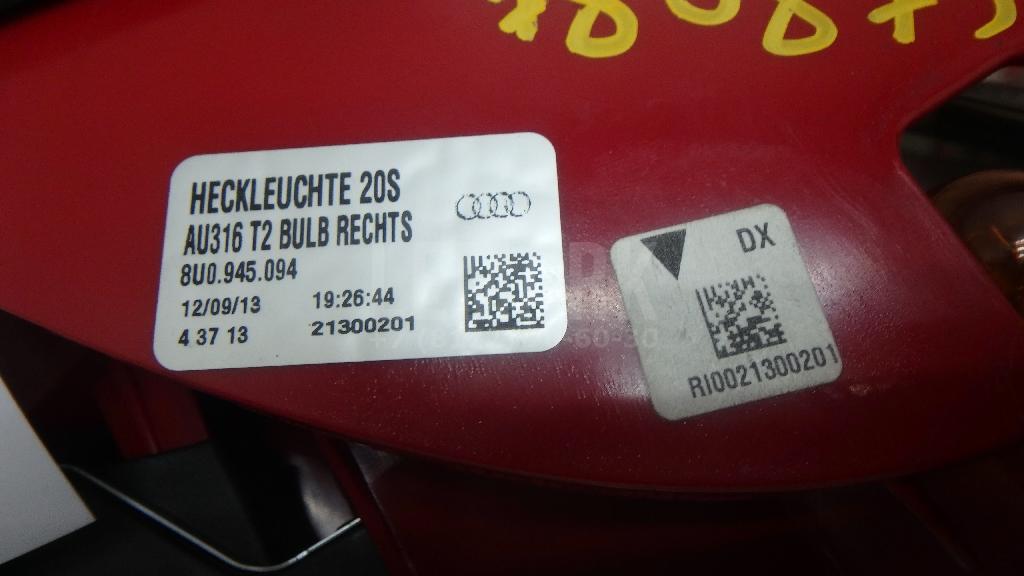 HECKLEUCHTE 20S
AU316 T2 BULB RECHTS
8U0.945.094
12/09/13 19:26:44
4 37 13 21300201
DX
RI0021300201